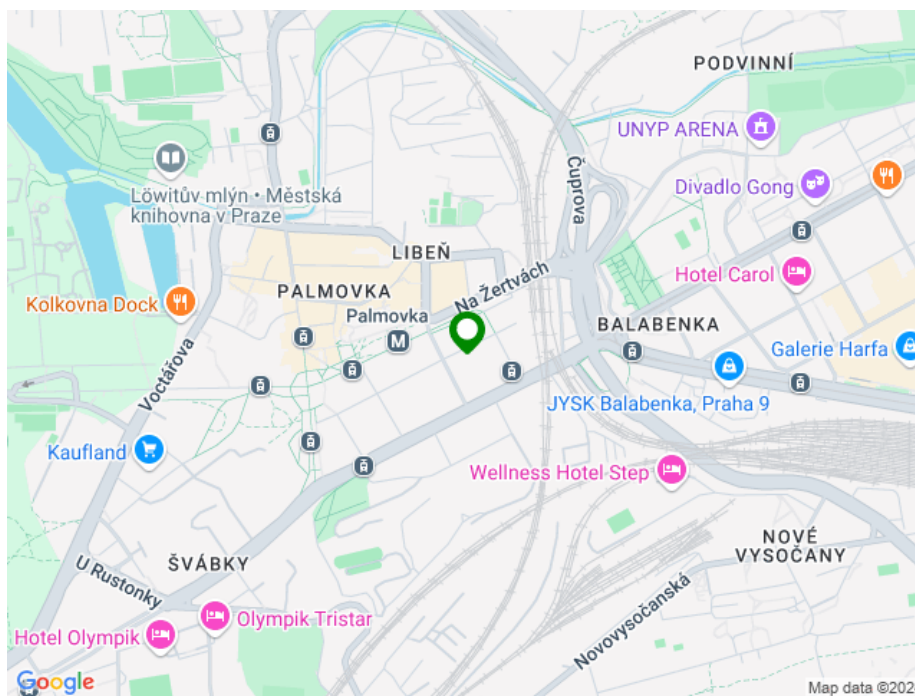 PODVINNÍ
UNYP ARENA
Čuprova
Löwitův mlýn • Městská
knihovna v Praze
Divadlo Gong
LIBEŇ
Hotel Carol
Na Žertvách
PALMOVKA
Kolkovna Dock
Palmovka
M
BALABENKA
Galerie Harfa
Voctářova
JYSK Balabenka, Praha 9
Kaufland
Wellness Hotel Step
NOVÉ
VYSOČANY
ŠVÁBKY
U Rustonky
Olympik Tristar
Hotel Olympik
Novovysočanská
Google
Map data ©202